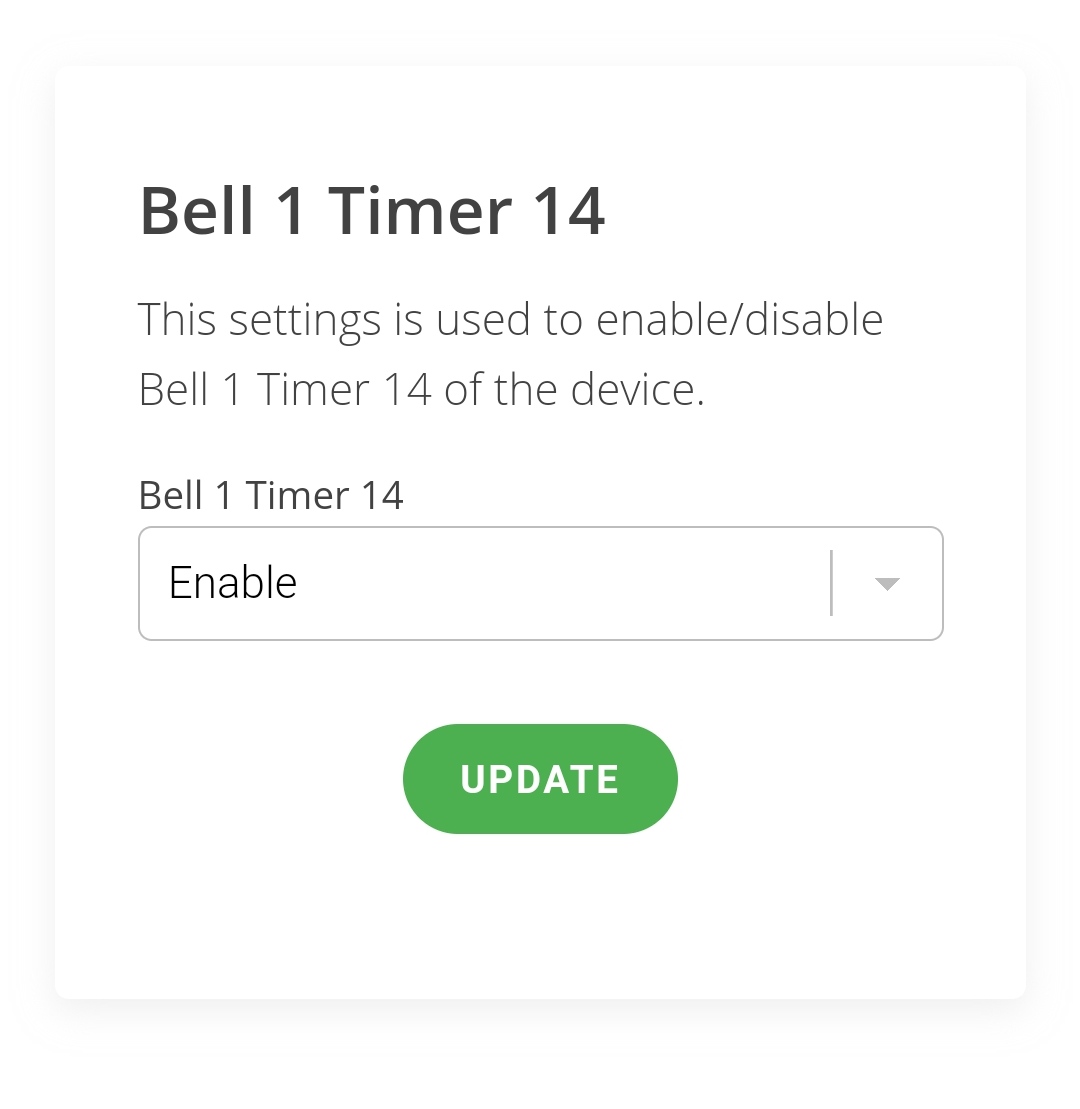 Bell 1 Timer 14
This settings is used to enable/disable
Bell 1 Timer 14 of the device.
Bell 1 Timer 14
Enable
UPDATE